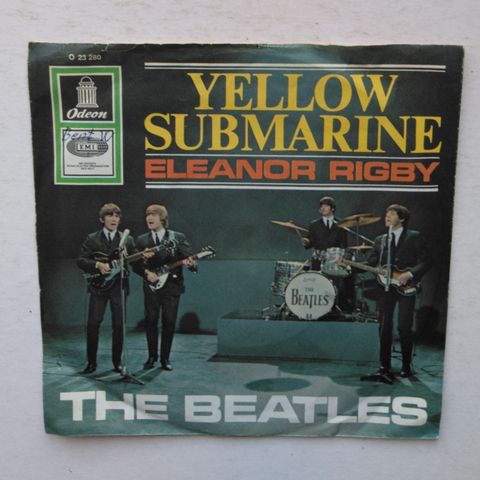 O 23 280
Odeon
EMI
YELLOW
SUBMARINE
ELEANOR RIGBY
THE
BEATLES
THE BEATLES